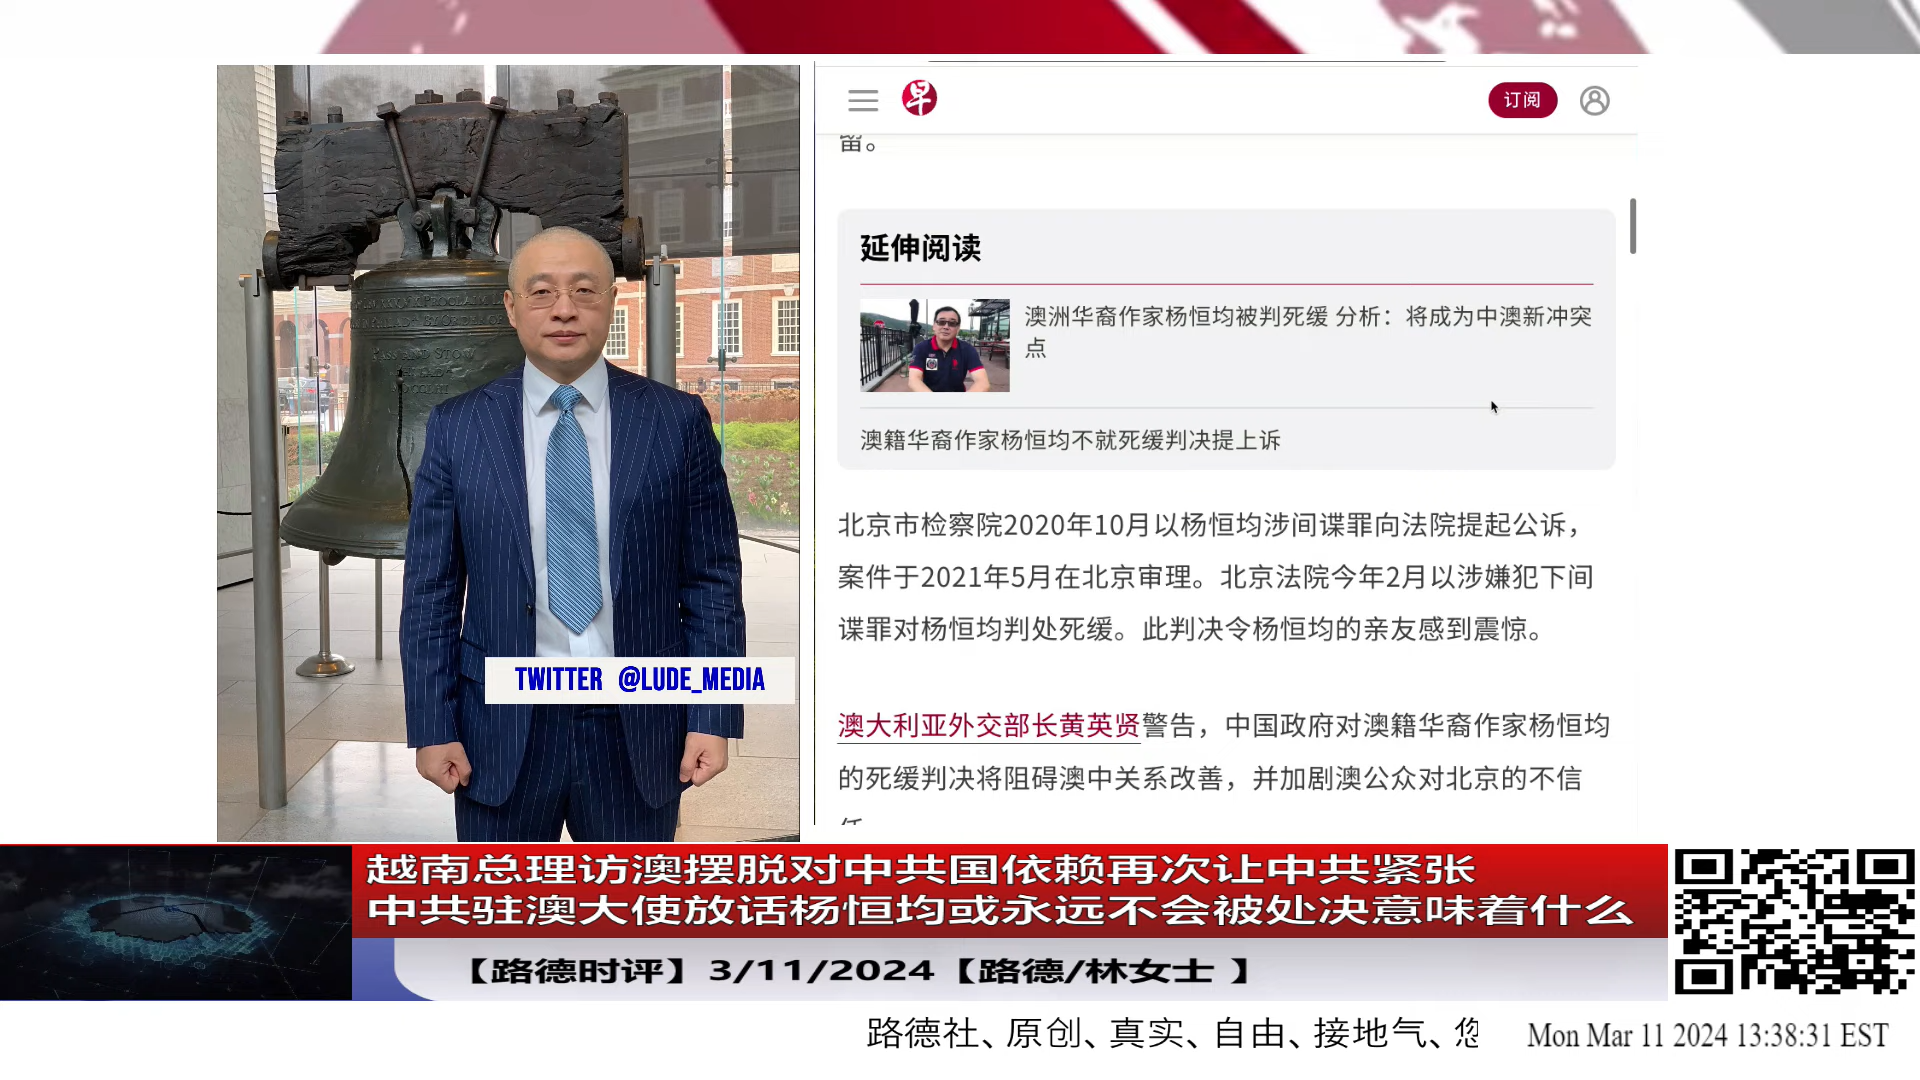 早
订阅
留。
延伸阅读
澳洲华裔作家杨恒均被判死缓 分析：将成为中澳新冲突
点
澳籍华裔作家杨恒均不就死缓判决提上诉
北京市检察院2020年10月以杨恒均涉间谍罪向法院提起公诉，
案件于2021年5月在北京审理。北京法院今年2月以涉嫌犯下间
谍罪对杨恒均判处死缓。此判决令杨恒均的亲友感到震惊。
澳大利亚外交部长黄英贤警告，中国政府对澳籍华裔作家杨恒均
的死缓判决将阻碍澳中关系改善，并加剧澳公众对北京的不信
PASS AND STOW
TWITTER @LUDE_MEDIA
越南总理访澳摆脱对中共国依赖再次让中共紧张
中共驻澳大使放话杨恒均或永远不会被处决意味着什么
【路德时评】3/11/2024【路德/林女士 】
路德社、原创、真实、自由、接地气、您
Mon Mar 11 2024 13:38:31 EST